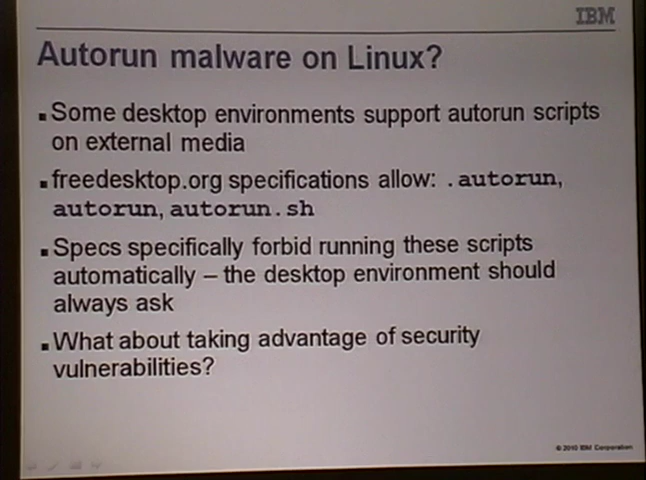 IBM
Autorun malware on Linux?
▪Some desktop environments support autorun scripts
on external media
▪freedesktop.org specifications allow: .autorun,
autorun, autorun.sh
▪Specs specifically forbid running these scripts
automatically – the desktop environment should
always ask
▪What about taking advantage of security
vulnerabilities?
© 2010 IBM Corporation